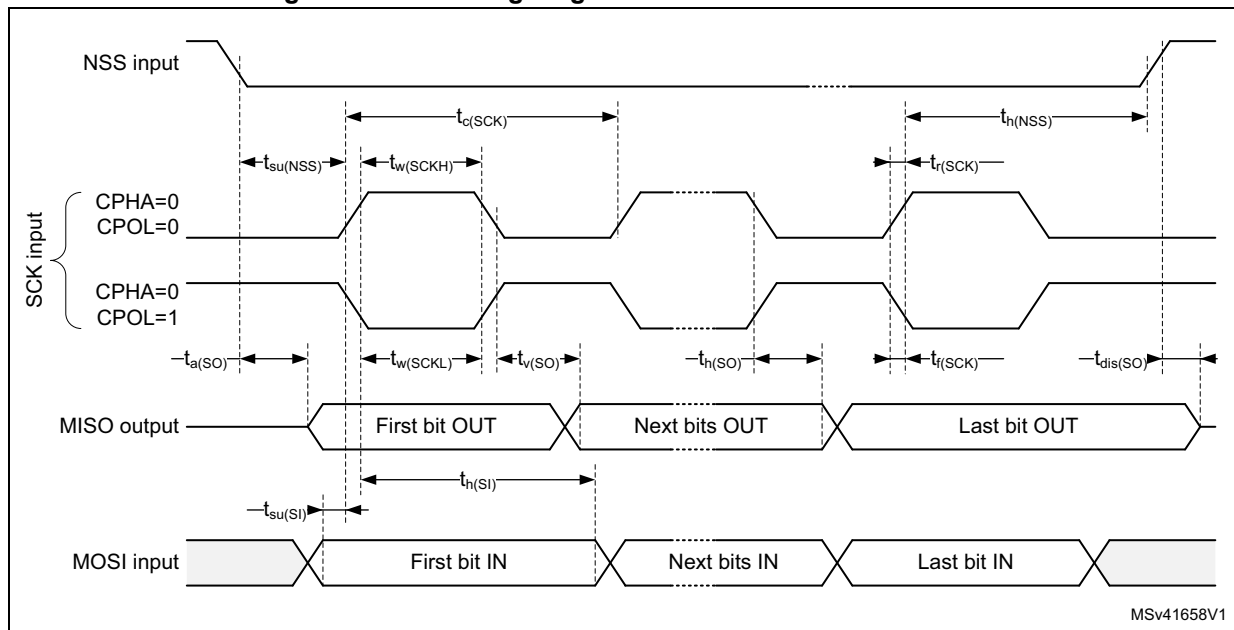 NSS input
tc(SCK)
th(NSS)
tsu(NSS)
tw(SCKH)
tr(SCK)
SCK input
CPHA=0
CPOL=0
CPHA=0
CPOL=1
ta(SO)
tw(SCKL)
tv(SO)
th(SO)
tf(SCK)
tdis(SO)
MISO output
First bit OUT
Next bits OUT
Last bit OUT
th(SI)
tsu(SI)
MOSI input
First bit IN
Next bits IN
Last bit IN
MSv41658V1